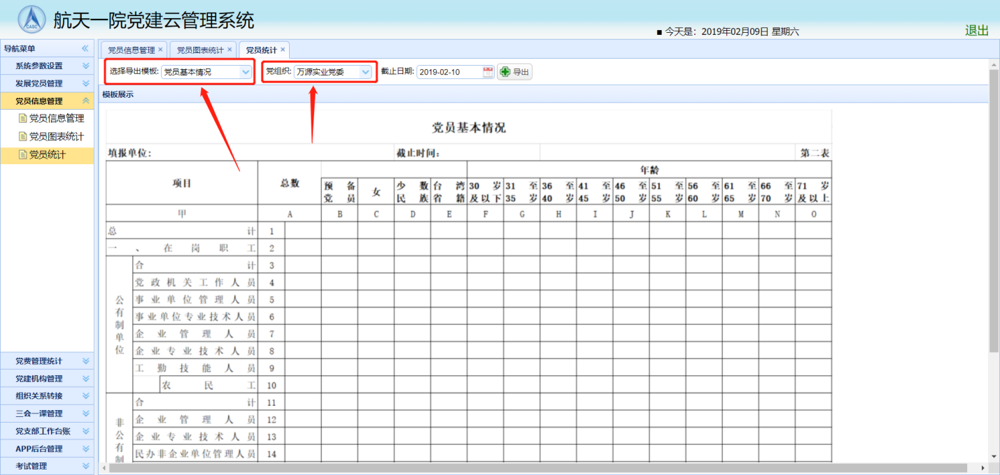 CASC
航天一院党建云管理系统
■ 今天是：2019年02月09日 星期六
退出
导航菜单
系统参数设置
发展党员管理
党员信息管理
党员信息管理
党员图表统计
党员统计
党费管理统计
党建机构管理
组织关系转接
三会一课管理
党支部工作台账
APP后台管理
考试管理
党员信息管理 × 党员图表统计 × 党员统计 ×
选择导出模板: 党员基本情况 党组织: 万源实业党委 截止日期: 2019-02-10 导出
模板展示
党员基本情况
填报单位： 截止时间： 第二表
项目 总数 预备党员 女 少数民族 台湾省籍 年龄
30岁及以下 31至35岁 36至40岁 41至45岁 46至50岁 51至55岁 56至60岁 61至65岁 66至70岁 71岁及以上
甲 A B C D E F G H I J K L M N O
总计 1
一、在岗职工 2
公有制单位
合计 3
党政机关工作人员 4
事业单位管理人员 5
事业单位专业技术人员 6
企业管理人员 7
企业专业技术人员 8
工勤技能人员 9
农民工 10
非公有制
合计 11
企业管理人员 12
企业专业技术人员 13
民办非企业单位管理人员 14